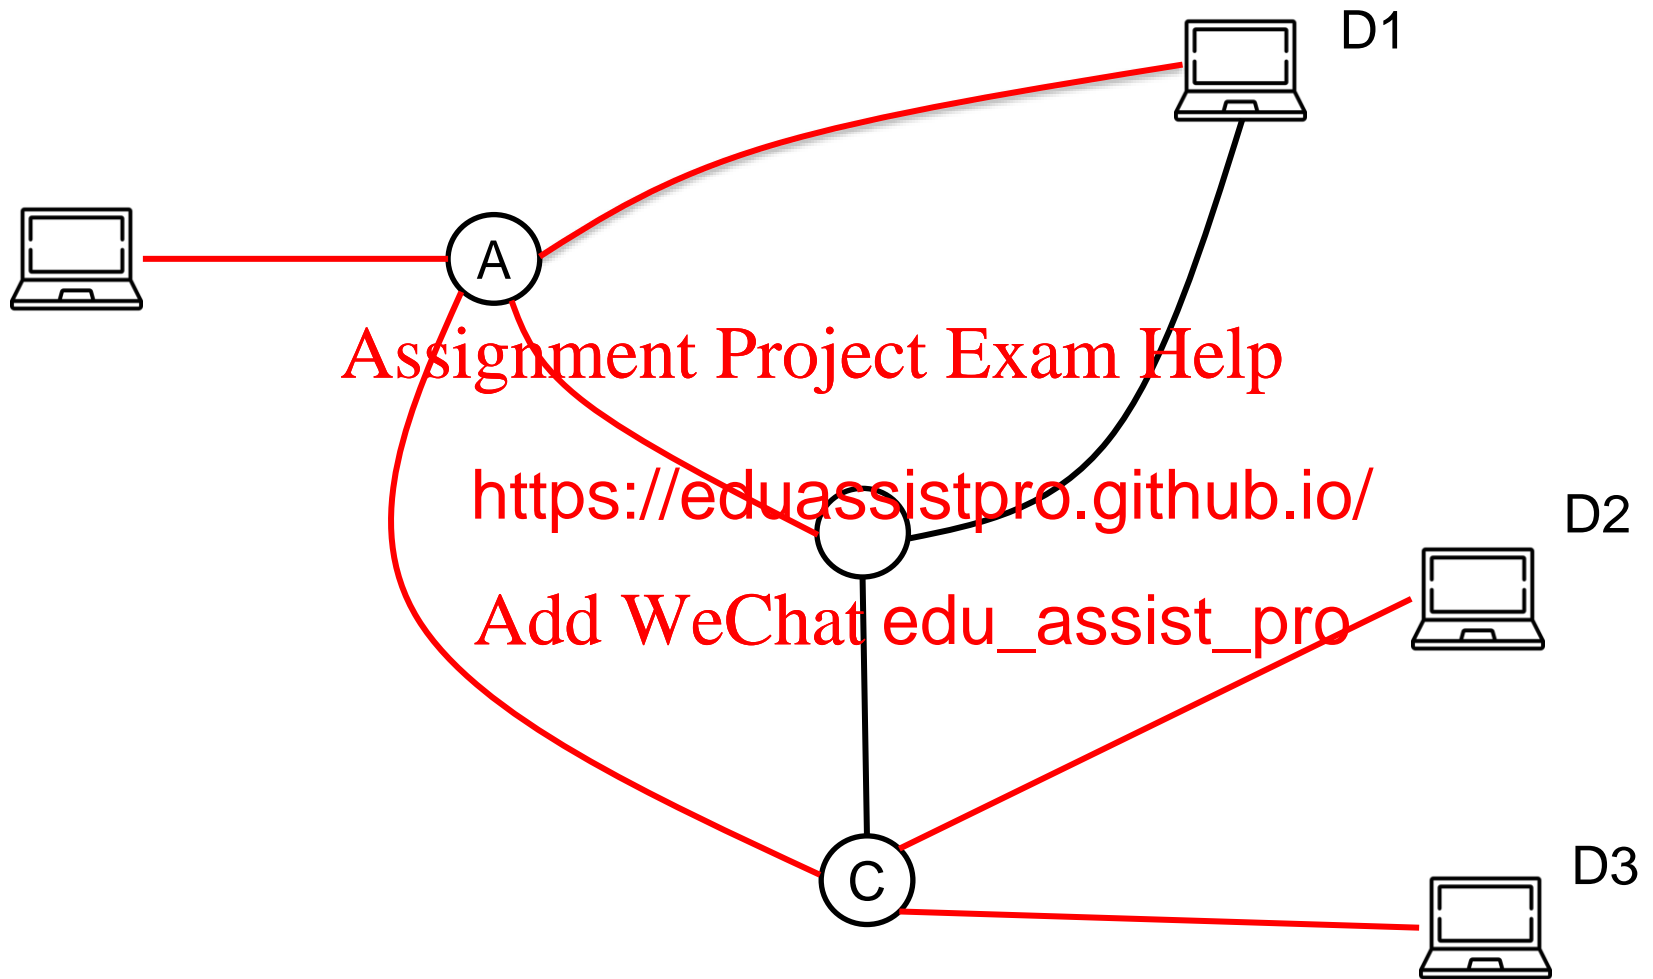 D1
A
Assignment Project Exam Help
https://eduassistpro.github.io/
D2
Add WeChat edu_assist_pro
C
D3